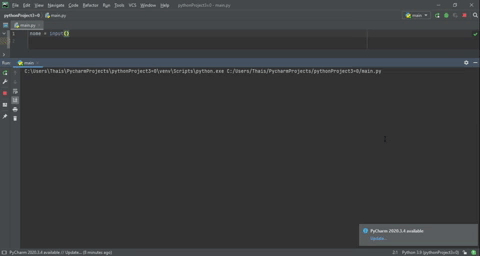 File Edit View Navigate Code Refactor Run Tools VCS Window Help pythonProject3+0 - main.py
pythonProject3+0 main.py main
main.py
1 nome = input()
Run: main
C:\Users\Thais\PycharmProjects\pythonProject3+0\venv\Scripts\python.exe C:/Users/Thais/PycharmProjects/pythonProject3+0/main.py
PyCharm 2020.3.4 available
Update...
PyCharm 2020.3.4 available // Update... (9 minutes ago) 2:1 Python 3.9 (pythonProject3+0)